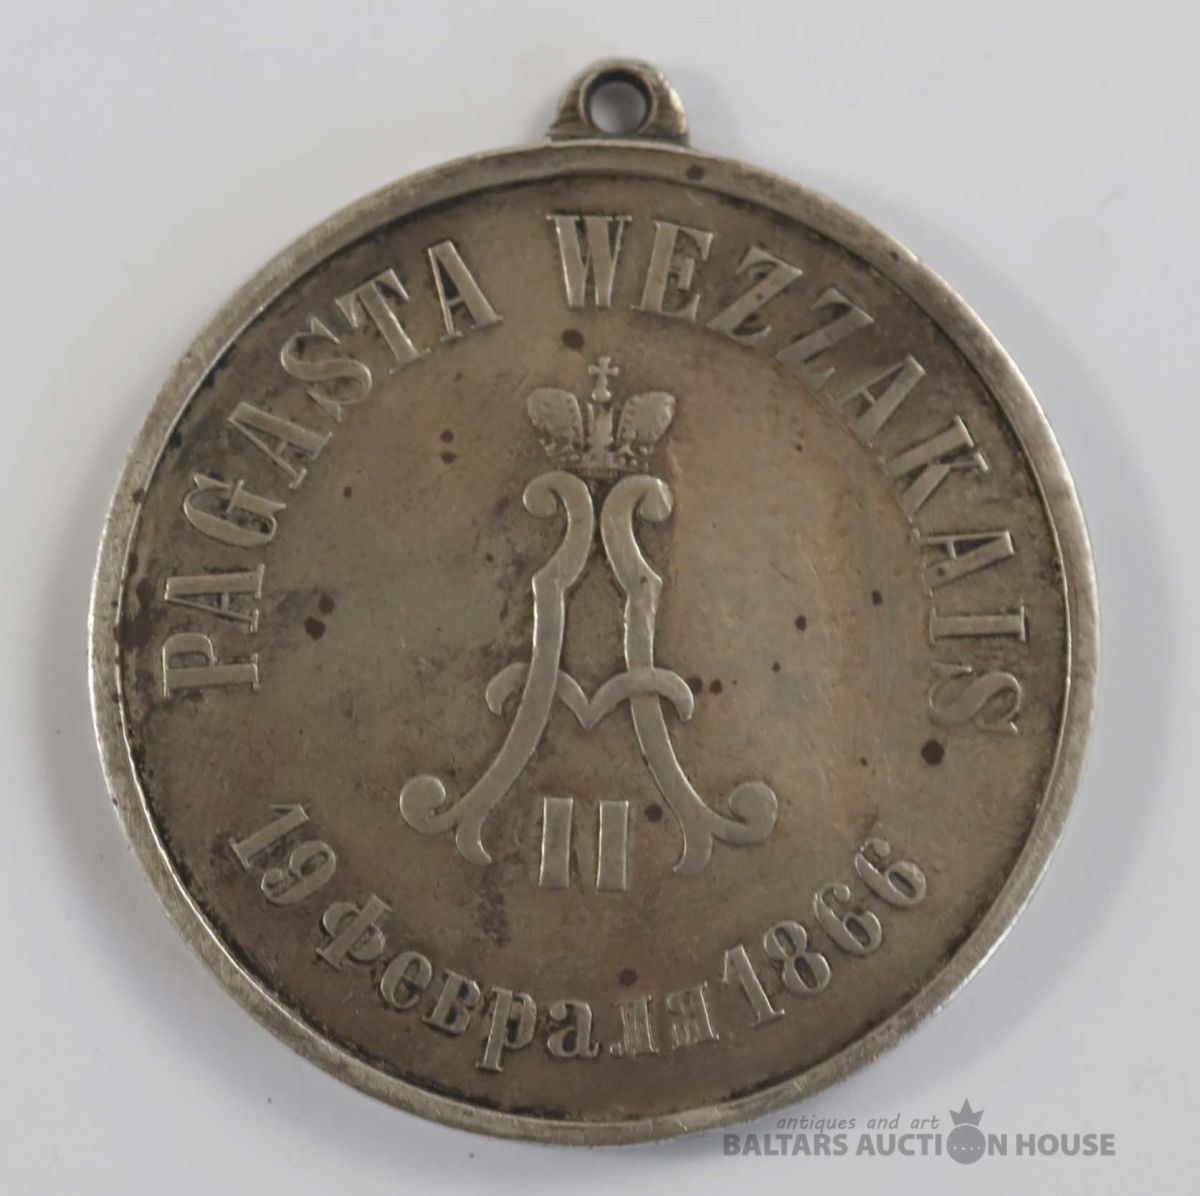 PAGASTA WEZZAKAIS
A
II
19 Февраля 1866
antiques and art
BALTARS AUCTION HOUSE